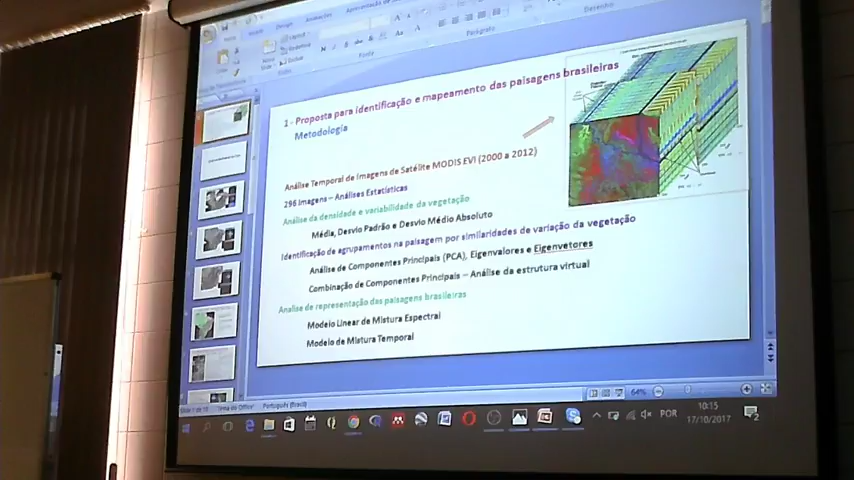 1 - Proposta para identificação e mapeamento das paisagens brasileiras
Metodologia
Análise Temporal de Imagens de Satélite MODIS EVI (2000 a 2012)
296 Imagens – Análises Estatísticas
Análise da densidade e variabilidade da vegetação
Média, Desvio Padrão e Desvio Médio Absoluto
Identificação de agrupamentos na paisagem por similaridades de variação da vegetação
Análise de Componentes Principais (PCA), Eigenvalores e Eigenvetores
Combinação de Componentes Principais – Análise da estrutura virtual
Analise de representação das paisagens brasileiras
Modelo Linear de Mistura Espectral
Modelo de Mistura Temporal
Português (Brasil)
64%
POR
10:15
17/10/2017